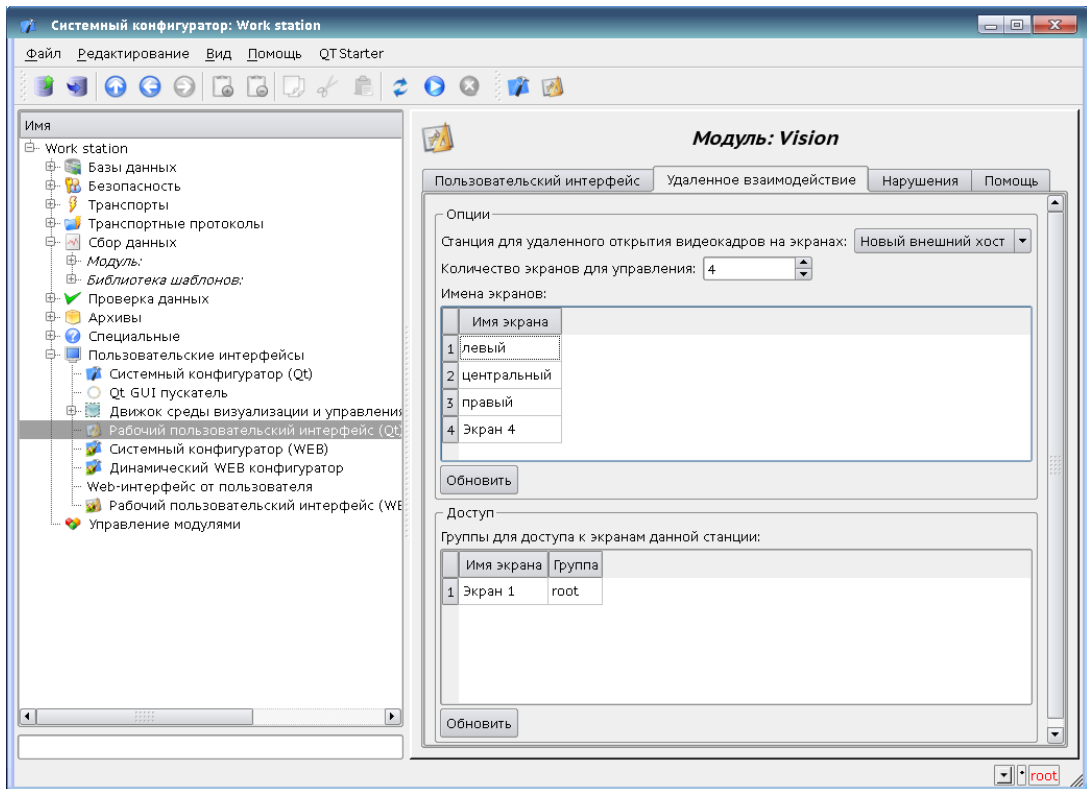 Системный конфигуратор: Work station
Файл Редактирование Вид Помощь QTStarter
Имя
Work station
Базы данных
Безопасность
Транспорты
Транспортные протоколы
Сбор данных
Модуль:
Библиотека шаблонов:
Проверка данных
Архивы
Специальные
Пользовательские интерфейсы
Системный конфигуратор (Qt)
Qt GUI пускатель
Движок среды визуализации и управления
Рабочий пользовательский интерфейс (Qt)
Системный конфигуратор (WEB)
Динамический WEB конфигуратор
Web-интерфейс от пользователя
Рабочий пользовательский интерфейс (WE
Управление модулями
Модуль: Vision
Пользовательский интерфейс Удаленное взаимодействие Нарушения Помощь
Опции
Станция для удаленного открытия видеокадров на экранах: Новый внешний хост
Количество экранов для управления: 4
Имена экранов:
Имя экрана
1 левый
2 центральный
3 правый
4 Экран 4
Обновить
Доступ
Группы для доступа к экранам данной станции:
Имя экрана Группа
1 Экран 1 root
Обновить
* root